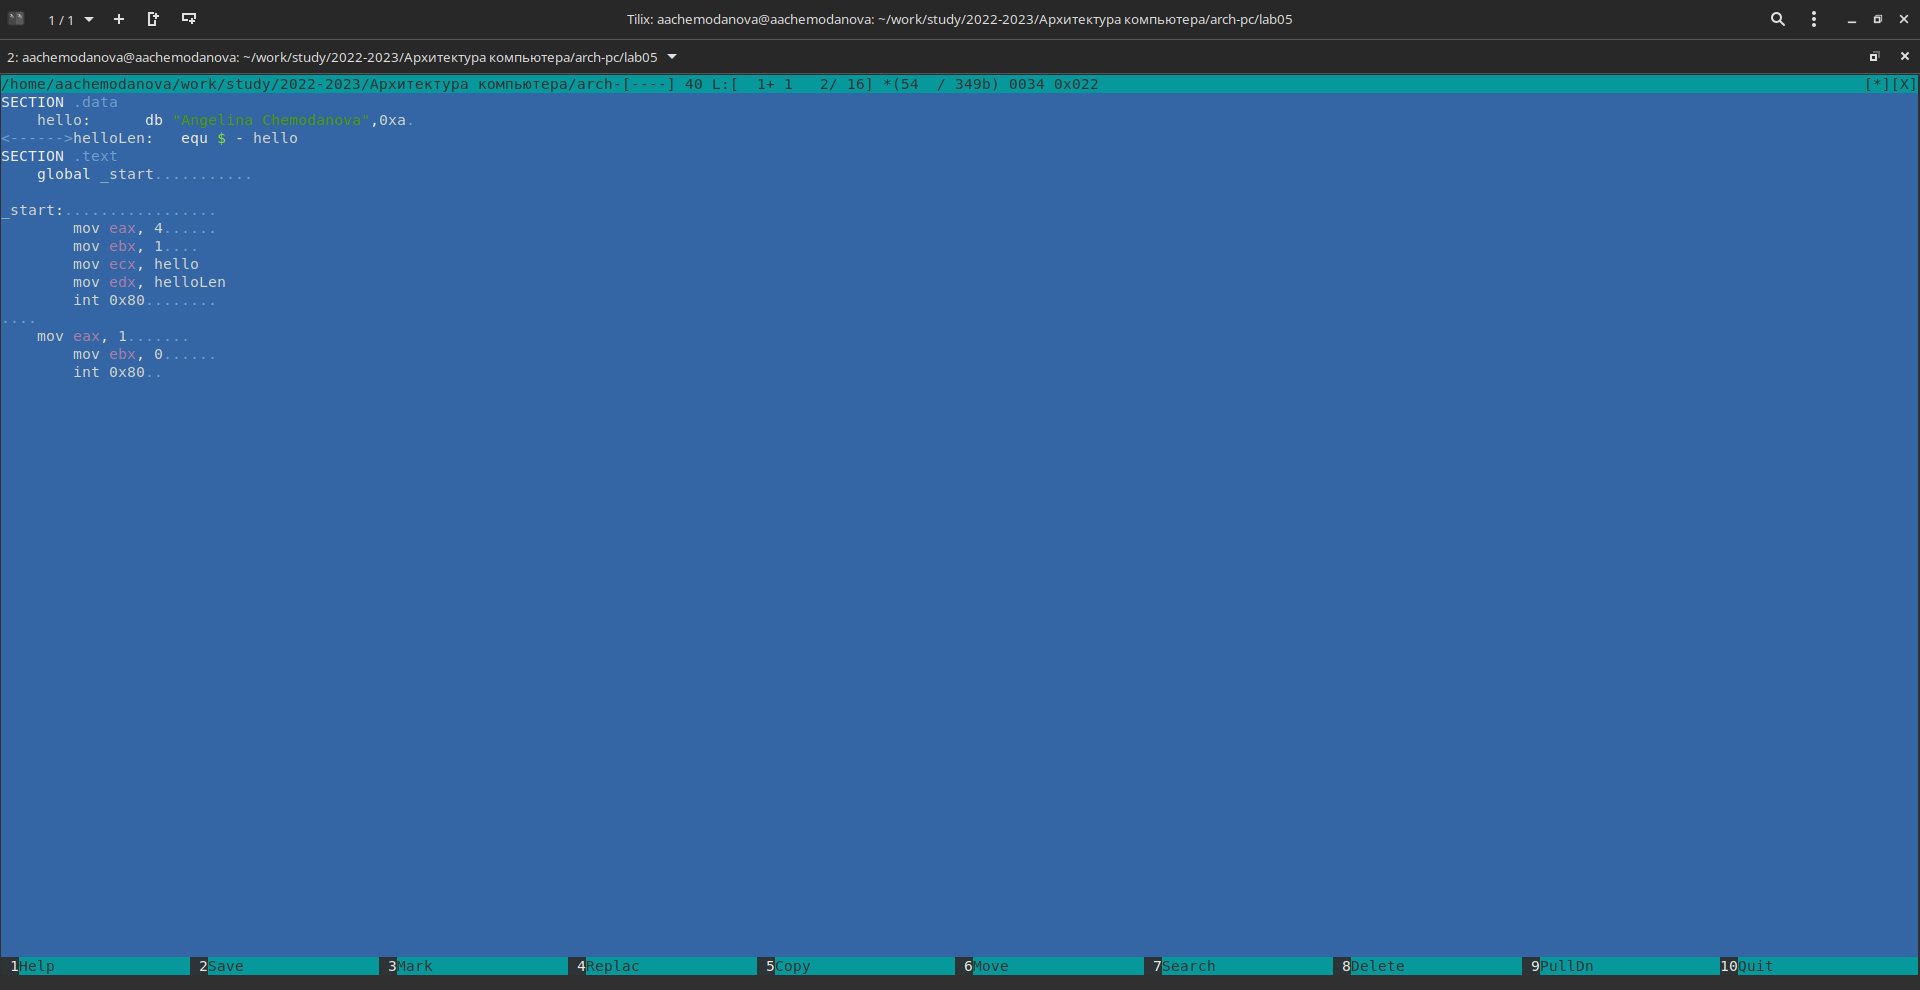 1 / 1
Tilix: aachemodanova@aachemodanova: ~/work/study/2022-2023/Архитектура компьютера/arch-pc/lab05
2: aachemodanova@aachemodanova: ~/work/study/2022-2023/Архитектура компьютера/arch-pc/lab05
/home/aachemodanova/work/study/2022-2023/Архитектура компьютера/arch-[----] 40 L:[  1+ 1   2/ 16] *(54  / 349b) 0034 0x022 [*][X]
SECTION .data
    hello:      db "Angelina Chemodanova",0xa.
<------>helloLen:   equ $ - hello
SECTION .text
    global _start...........
_start:.................
        mov eax, 4......
        mov ebx, 1....
        mov ecx, hello
        mov edx, helloLen
        int 0x80........
....
    mov eax, 1.......
        mov ebx, 0......
        int 0x80..
1Help 2Save 3Mark 4Replac 5Copy 6Move 7Search 8Delete 9PullDn 10Quit